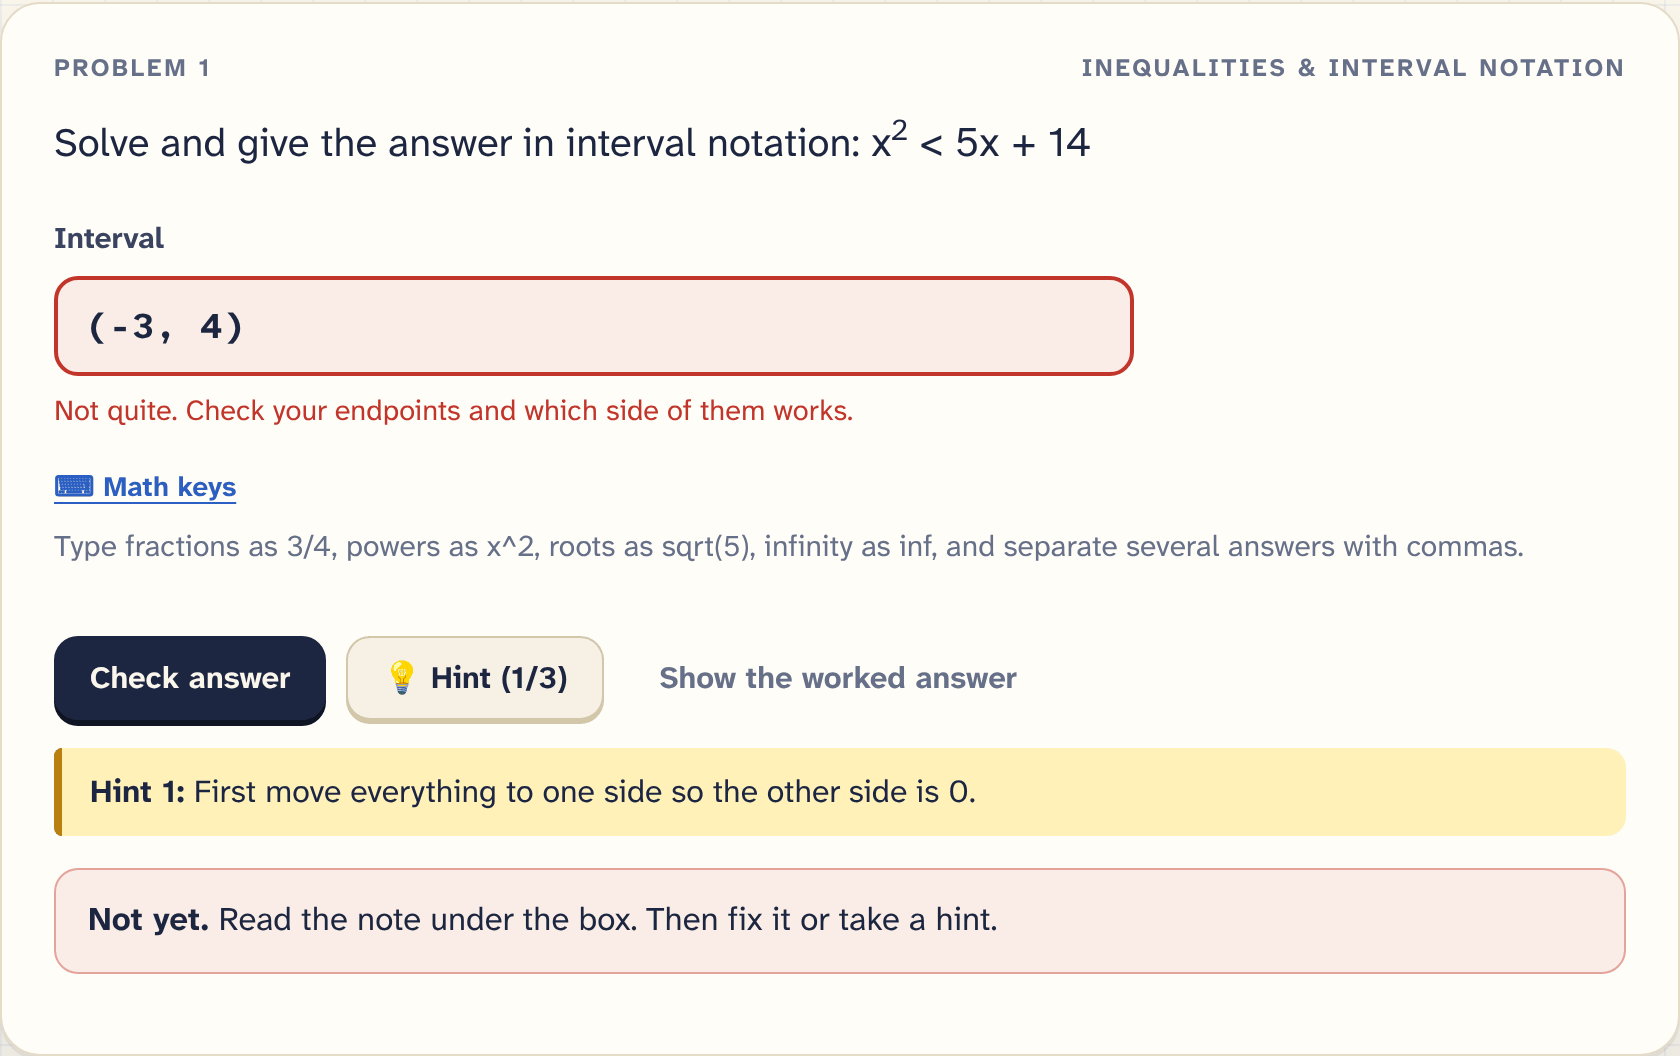 PROBLEM 1
INEQUALITIES & INTERVAL NOTATION
Solve and give the answer in interval notation: x² < 5x + 14
Interval
(-3, 4)
Not quite. Check your endpoints and which side of them works.
⌨ Math keys
Type fractions as 3/4, powers as x^2, roots as sqrt(5), infinity as inf, and separate several answers with commas.
Check answer
💡 Hint (1/3)
Show the worked answer
Hint 1: First move everything to one side so the other side is 0.
Not yet. Read the note under the box. Then fix it or take a hint.